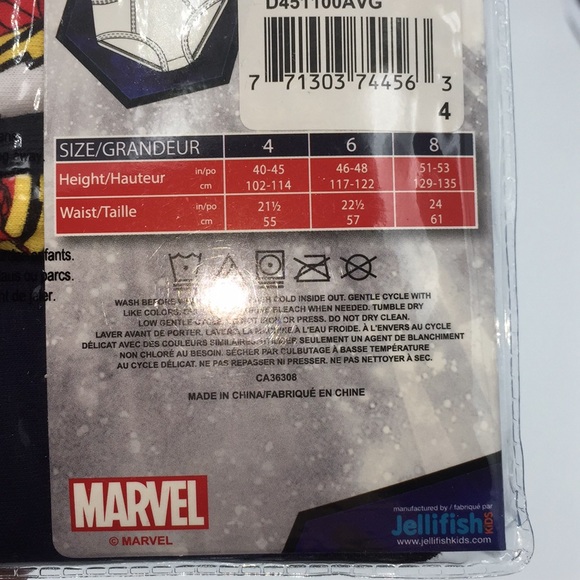 D451100AVG
7 71303 74456 3
4
SIZE/GRANDEUR 4 6 8
Height/Hauteur in/po 40-45 46-48 51-53
cm 102-114 117-122 129-135
Waist/Taille in/po 21½ 22½ 24
cm 55 57 61
enfants.
ou parcs.
WASH BEFORE COLD INSIDE OUT. GENTLE CYCLE WITH
LIKE COLORS. BLEACH WHEN NEEDED. TUMBLE DRY
LOW GENTLE OR PRESS. DO NOT DRY CLEAN.
LAVER AVANT DE PORTER. LAVERS LA À L'EAU FROIDE. À L'ENVERS AU CYCLE
DÉLICAT AVEC DES COULEURS SEULEMENT UN AGENT DE BLANCHIMENT
NON CHLORÉ AU BESOIN. SÉCHER PAR CULBUTAGE À BASSE TEMPÉRATURE
AU CYCLE DÉLICAT. NE PAS REPASSER NI PRESSER. NE PAS NETTOYER À SEC.
CA36308
MADE IN CHINA/FABRIQUÉ EN CHINE
MARVEL
© MARVEL
manufactured by / fabriqué par
Jellifish KIDS
www.jellifishkids.com